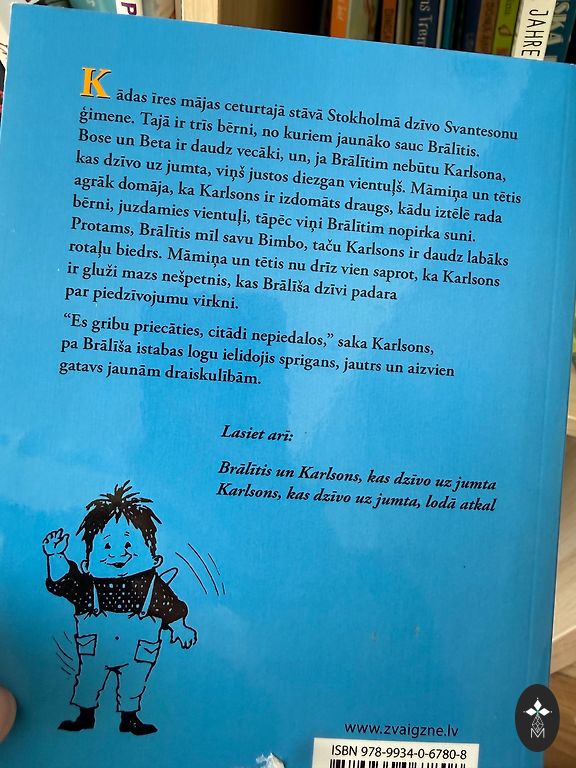 JAHRE
Kādas īres mājas ceturtajā stāvā Stokholmā dzīvo Svantesonu
ģimene. Tajā ir trīs bērni, no kuriem jaunāko sauc Brālītis.
Bose un Beta ir daudz vecāki, un, ja Brālītim nebūtu Karlsona,
kas dzīvo uz jumta, viņš justos diezgan vientuļš. Māmiņa un tētis
agrāk domāja, ka Karlsons ir izdomāts draugs, kādu iztēlē rada
bērni, juzdamies vientuļi, tāpēc viņi Brālītim nopirka suni.
Protams, Brālītis mīl savu Bimbo, taču Karlsons ir daudz labāks
rotaļu biedrs. Māmiņa un tētis nu drīz vien saprot, ka Karlsons
ir gluži mazs nešpetnis, kas Brālīša dzīvi padara
par piedzīvojumu virkni.
“Es gribu priecāties, citādi nepiedalos,” saka Karlsons,
pa Brālīša istabas logu ielidojis sprigans, jautrs un aizvien
gatavs jaunām draiskulībām.
Lasiet arī:
Brālītis un Karlsons, kas dzīvo uz jumta
Karlsons, kas dzīvo uz jumta, lodā atkal
www.zvaigzne.lv
ISBN 978-9934-0-6780-8
M